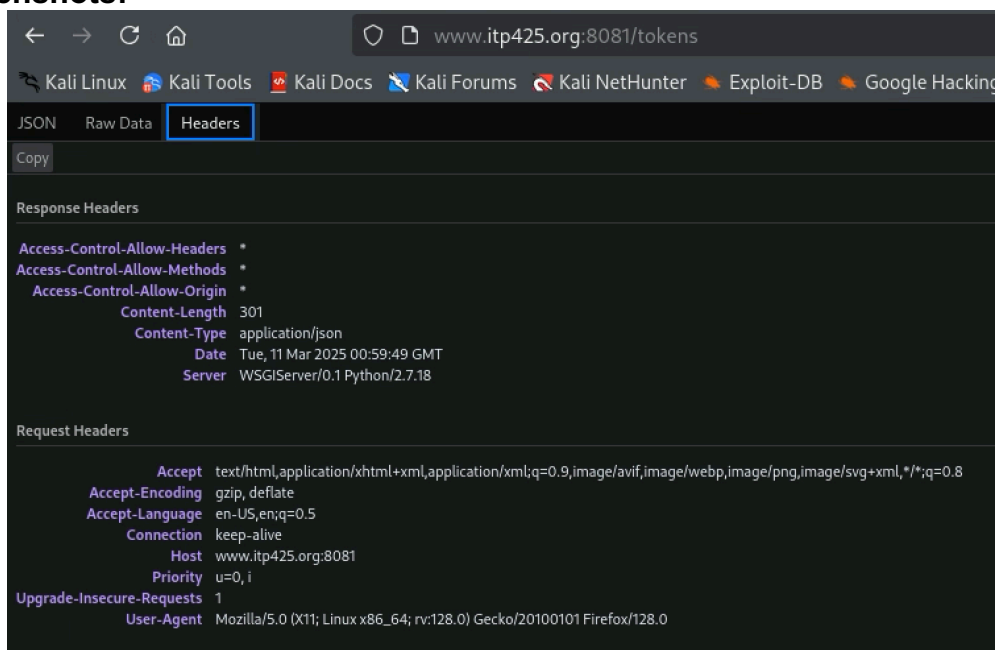 www.itp425.org:8081/tokens
Kali Linux Kali Tools Kali Docs Kali Forums Kali NetHunter Exploit-DB Google Hacking
JSON Raw Data Headers
Copy
Response Headers
Access-Control-Allow-Headers *
Access-Control-Allow-Methods *
Access-Control-Allow-Origin *
Content-Length 301
Content-Type application/json
Date Tue, 11 Mar 2025 00:59:49 GMT
Server WSGIServer/0.1 Python/2.7.18
Request Headers
Accept text/html,application/xhtml+xml,application/xml;q=0.9,image/avif,image/webp,image/png,image/svg+xml,*/*;q=0.8
Accept-Encoding gzip, deflate
Accept-Language en-US,en;q=0.5
Connection keep-alive
Host www.itp425.org:8081
Priority u=0, i
Upgrade-Insecure-Requests 1
User-Agent Mozilla/5.0 (X11; Linux x86_64; rv:128.0) Gecko/20100101 Firefox/128.0